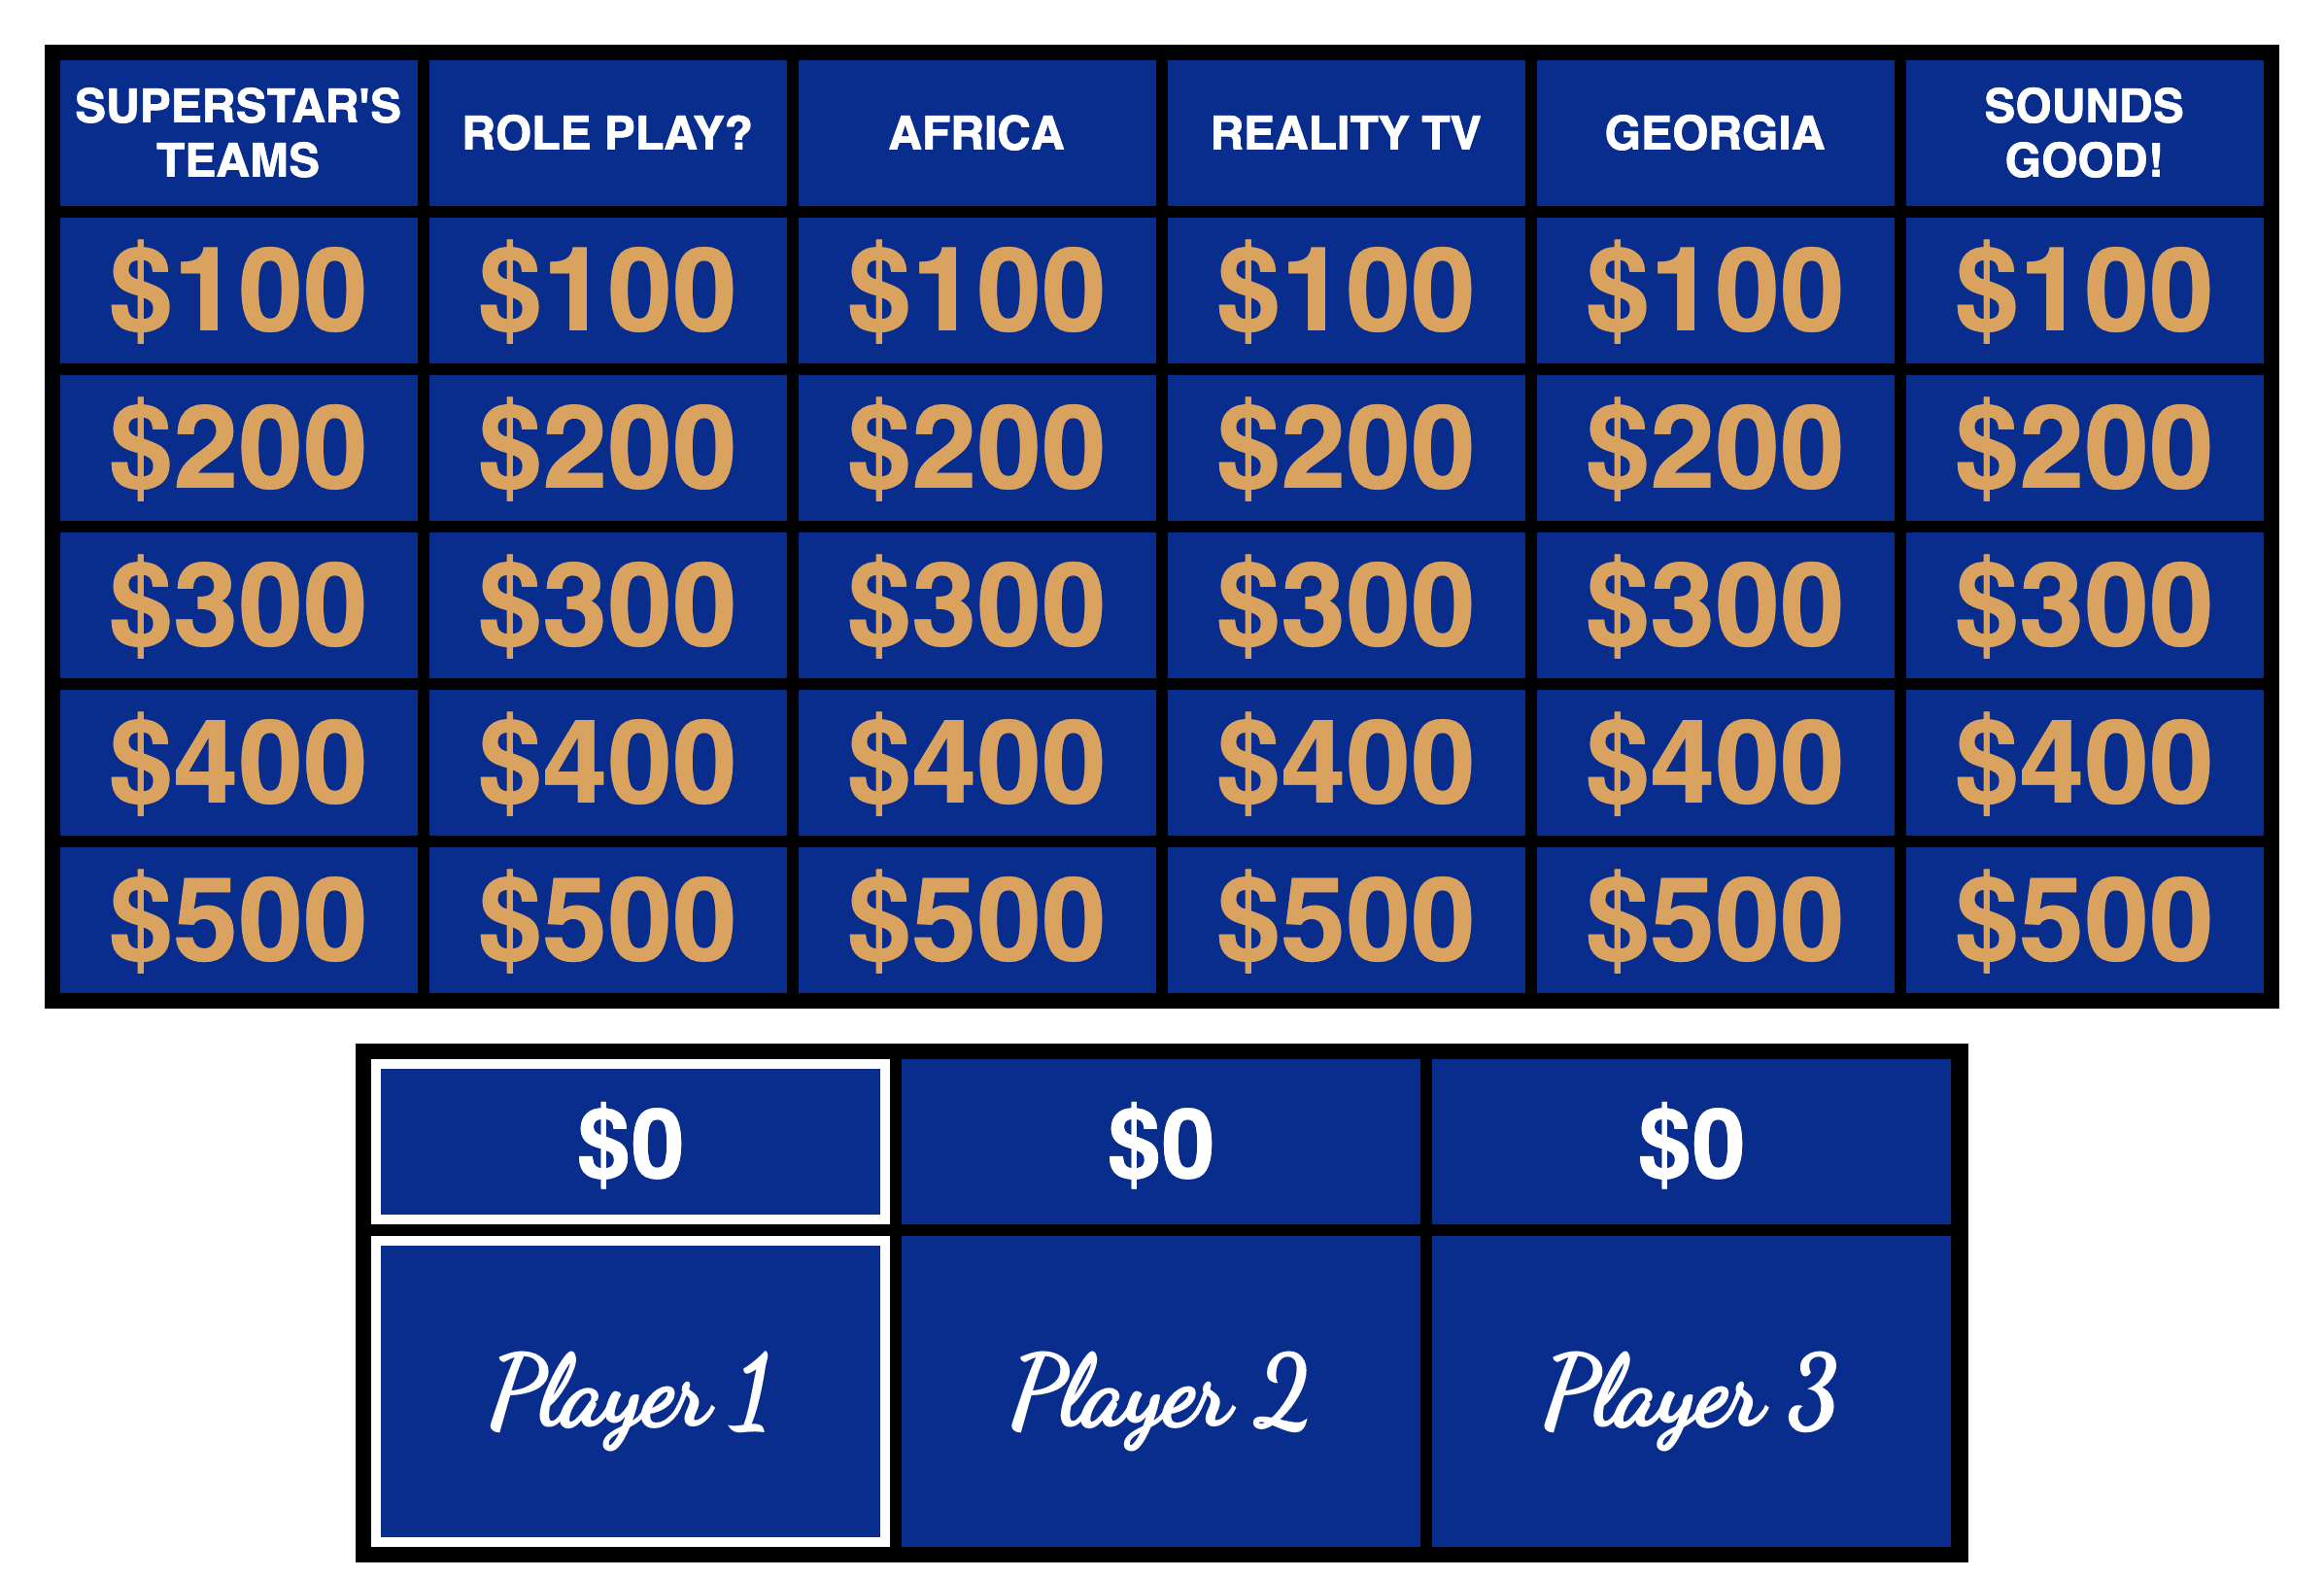 SUPERSTAR'S
TEAMS
ROLE PLAY?
AFRICA
REALITY TV
GEORGIA
SOUNDS
GOOD!
$100 $100 $100 $100 $100 $100
$200 $200 $200 $200 $200 $200
$300 $300 $300 $300 $300 $300
$400 $400 $400 $400 $400 $400
$500 $500 $500 $500 $500 $500
$0 $0 $0
Player 1 Player 2 Player 3